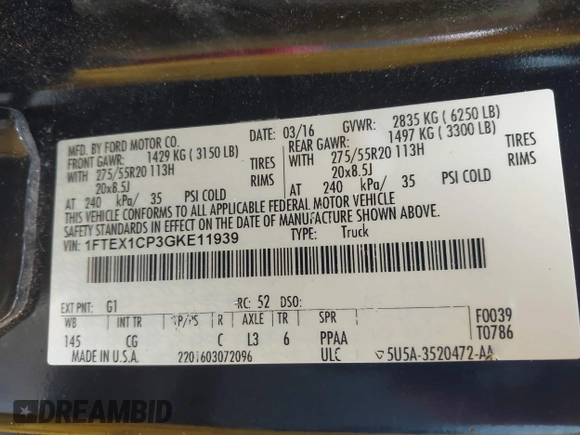 MFD. BY FORD MOTOR CO.
DATE: 03/16 GVWR: 2835 KG ( 6250 LB)
FRONT GAWR: 1429 KG ( 3150 LB) REAR GAWR: 1497 KG ( 3300 LB)
WITH 275/55R20 113H TIRES WITH 275/55R20 113H TIRES
20x8.5J RIMS 20x8.5J RIMS
AT 240 kPa/ 35 PSI COLD AT 240 kPa/ 35 PSI COLD
THIS VEHICLE CONFORMS TO ALL APPLICABLE FEDERAL MOTOR VEHICLE
SAFETY STANDARDS IN EFFECT ON THE DATE OF MANUFACTURE SHOWN ABOVE.
VIN: 1FTEX1CP3GKE11939 TYPE: Truck
EXT PNT: G1 RC: 52 DSO: F0039
WB INT TR TP/PS R AXLE TR SPR T0786
145 CG C L3 6 PPAA
MADE IN U.S.A. 2201603072096 ULC 5U5A-3520472-AA
DREAMBID